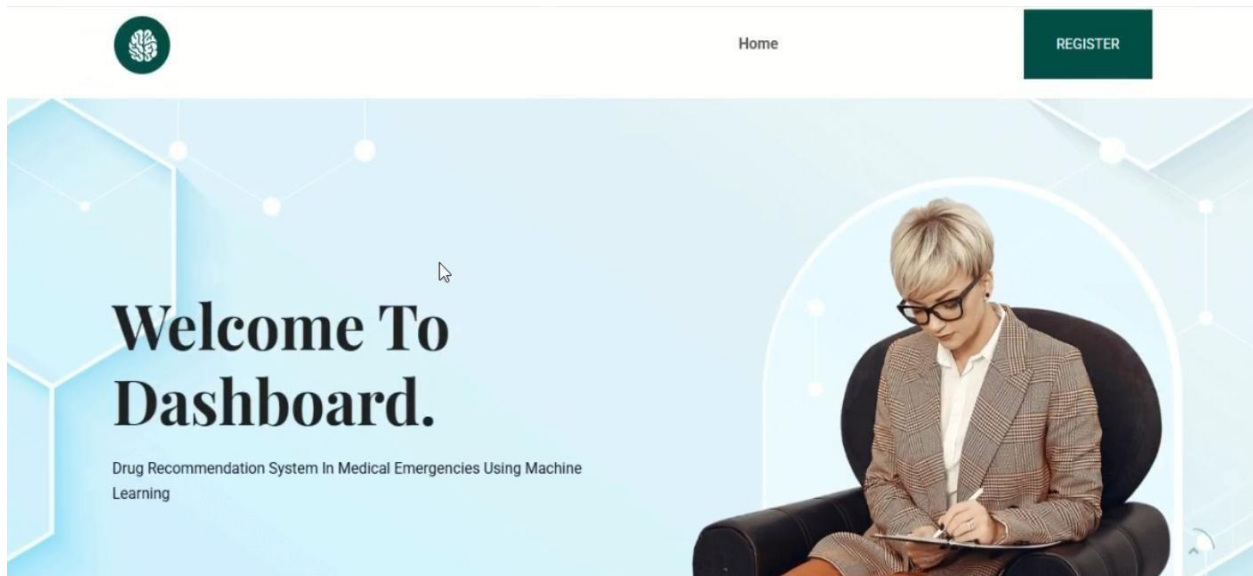 Home
REGISTER
Welcome To
Dashboard.
Drug Recommendation System In Medical Emergencies Using Machine
Learning